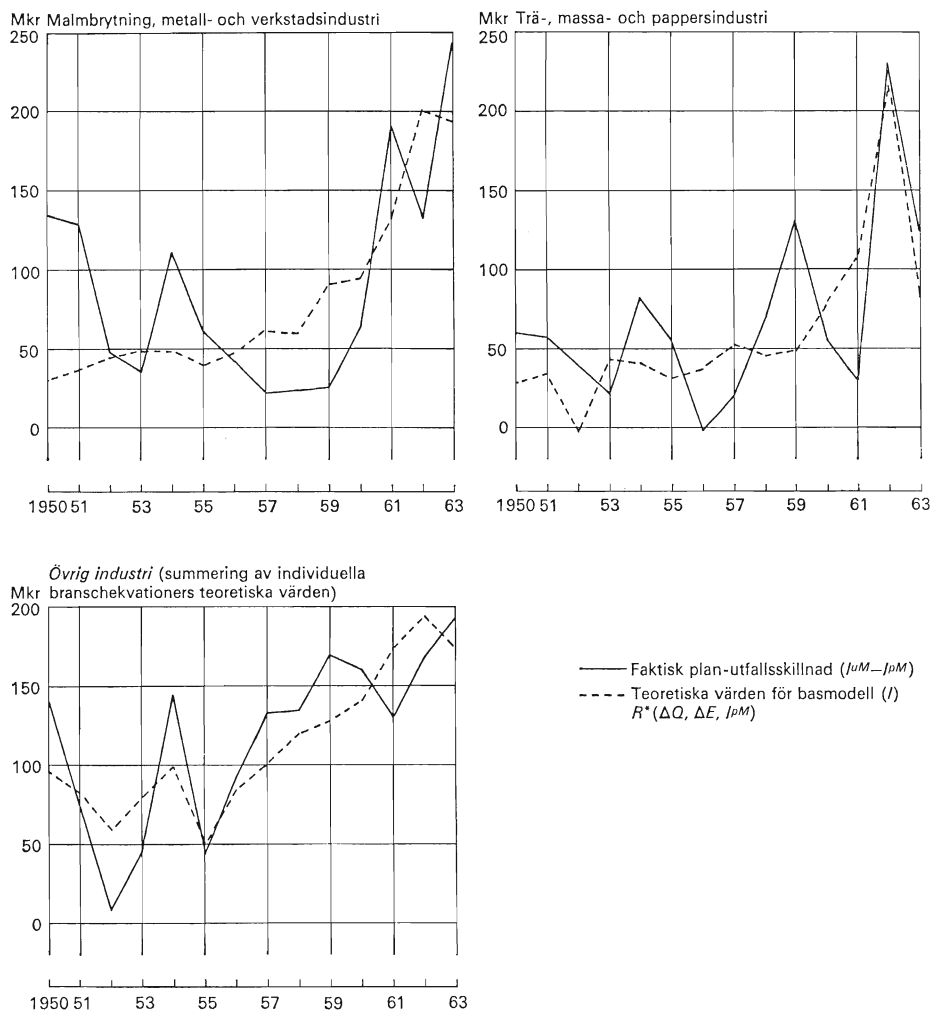 Mkr Malmbrytning, metall- och verkstadsindustri
250
200
150
100
50
0
1950 51 53 55 57 59 61 63
Mkr Trä-, massa- och pappersindustri
250
200
150
100
50
0
1950 51 53 55 57 59 61 63
Övrig industri (summering av individuella
Mkr branschekvationers teoretiska värden)
200
150
100
50
0
1950 51 53 55 57 59 61 63
Faktisk plan-utfallsskillnad (IuM–IpM)
Teoretiska värden för basmodell (I)
R*(ΔQ, ΔE, IpM)